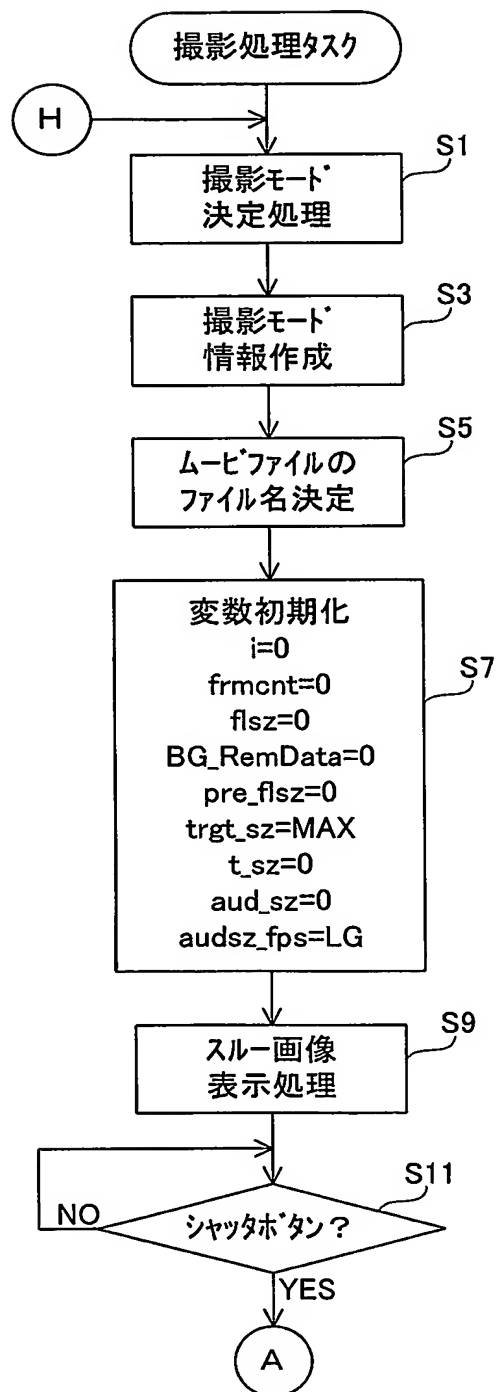 撮影処理タスク
H
S1
撮影モード
決定処理
S3
撮影モード
情報作成
S5
ムービファイルの
ファイル名決定
S7
変数初期化
i=0
frmcnt=0
flsz=0
BG_RemData=0
pre_flsz=0
trgt_sz=MAX
t_sz=0
aud_sz=0
audsz_fps=LG
S9
スルー画像
表示処理
S11
シャッタボタン?
NO
YES
A